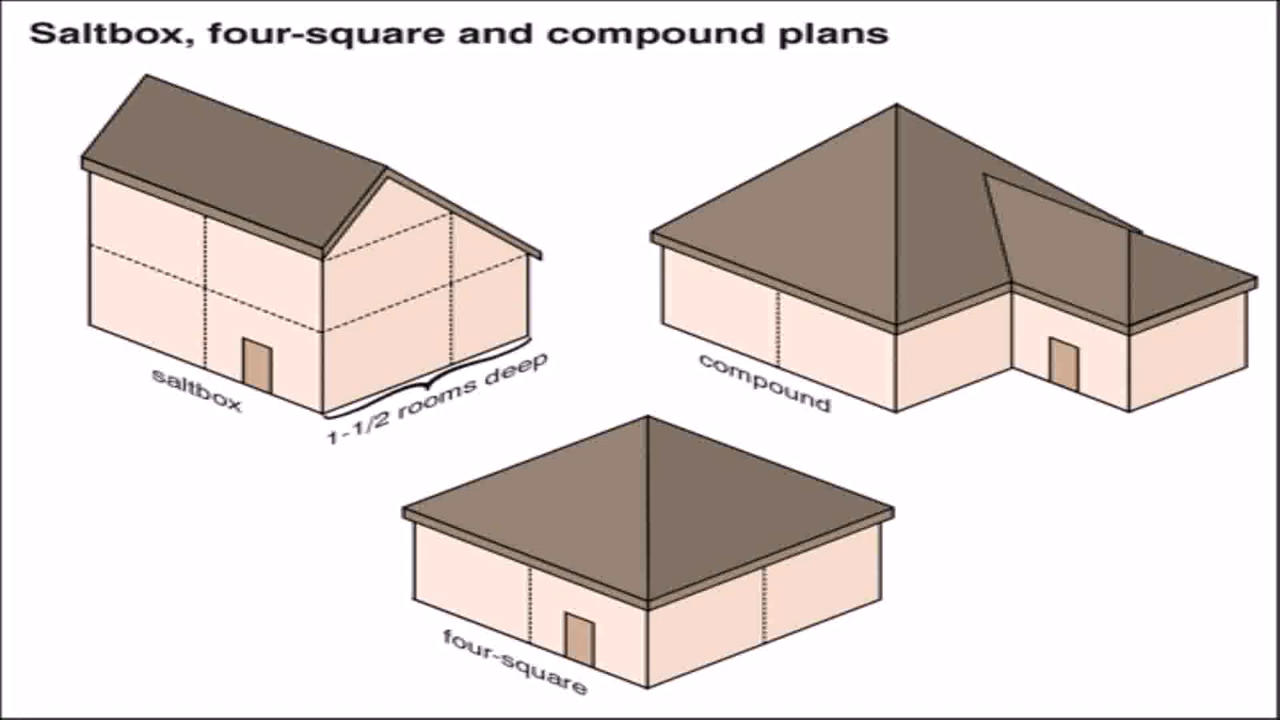 Saltbox, four-square and compound plans
saltbox
1-1/2 rooms deep
compound
four-square